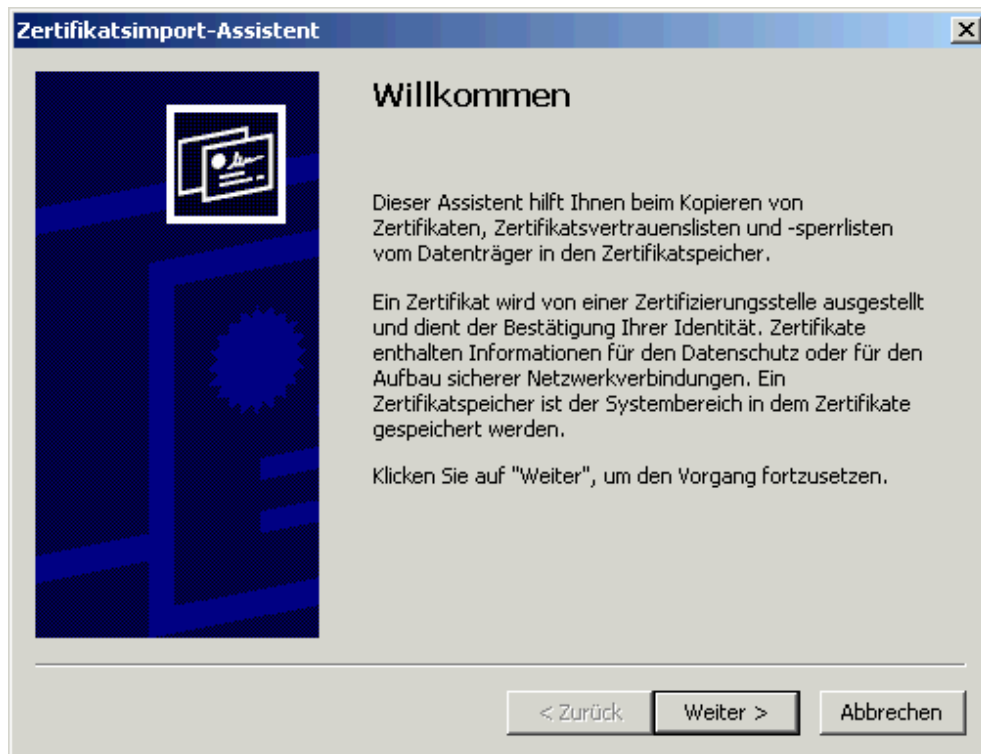 Zertifikatsimport-Assistent
Willkommen
Dieser Assistent hilft Ihnen beim Kopieren von
Zertifikaten, Zertifikatsvertrauenslisten und -sperrlisten
vom Datenträger in den Zertifikatspeicher.
Ein Zertifikat wird von einer Zertifizierungsstelle ausgestellt
und dient der Bestätigung Ihrer Identität. Zertifikate
enthalten Informationen für den Datenschutz oder für den
Aufbau sicherer Netzwerkverbindungen. Ein
Zertifikatspeicher ist der Systembereich in dem Zertifikate
gespeichert werden.
Klicken Sie auf "Weiter", um den Vorgang fortzusetzen.
< Zurück Weiter > Abbrechen